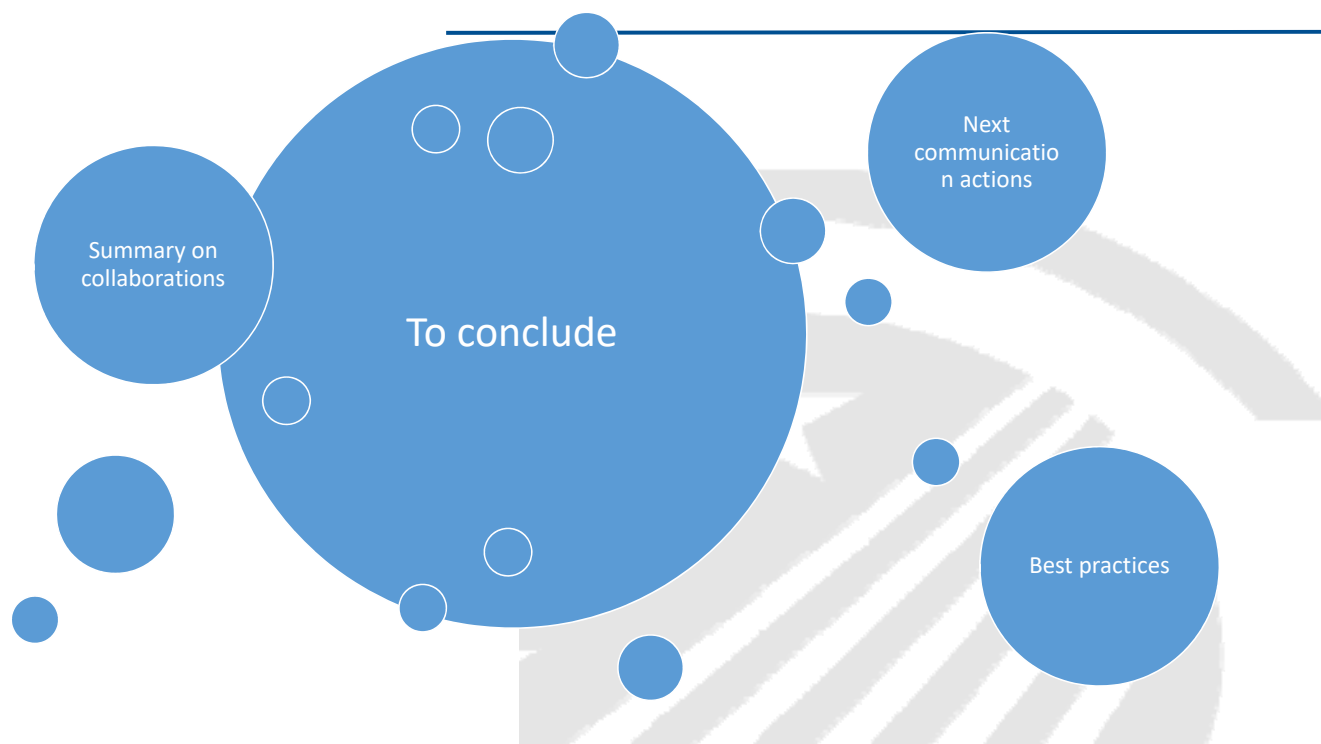 To conclude
Summary on
collaborations
Next
communicatio
n actions
Best practices